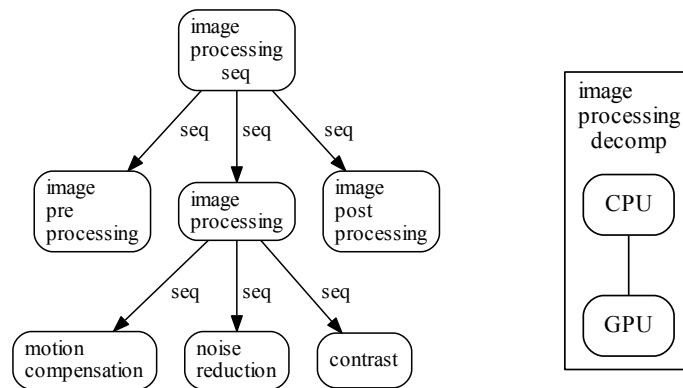 image
processing
seq
seq
seq
seq
image
pre
processing
image
processing
image
post
processing
seq
seq
seq
motion
compensation
noise
reduction
contrast
image
processing
decomp
CPU
GPU